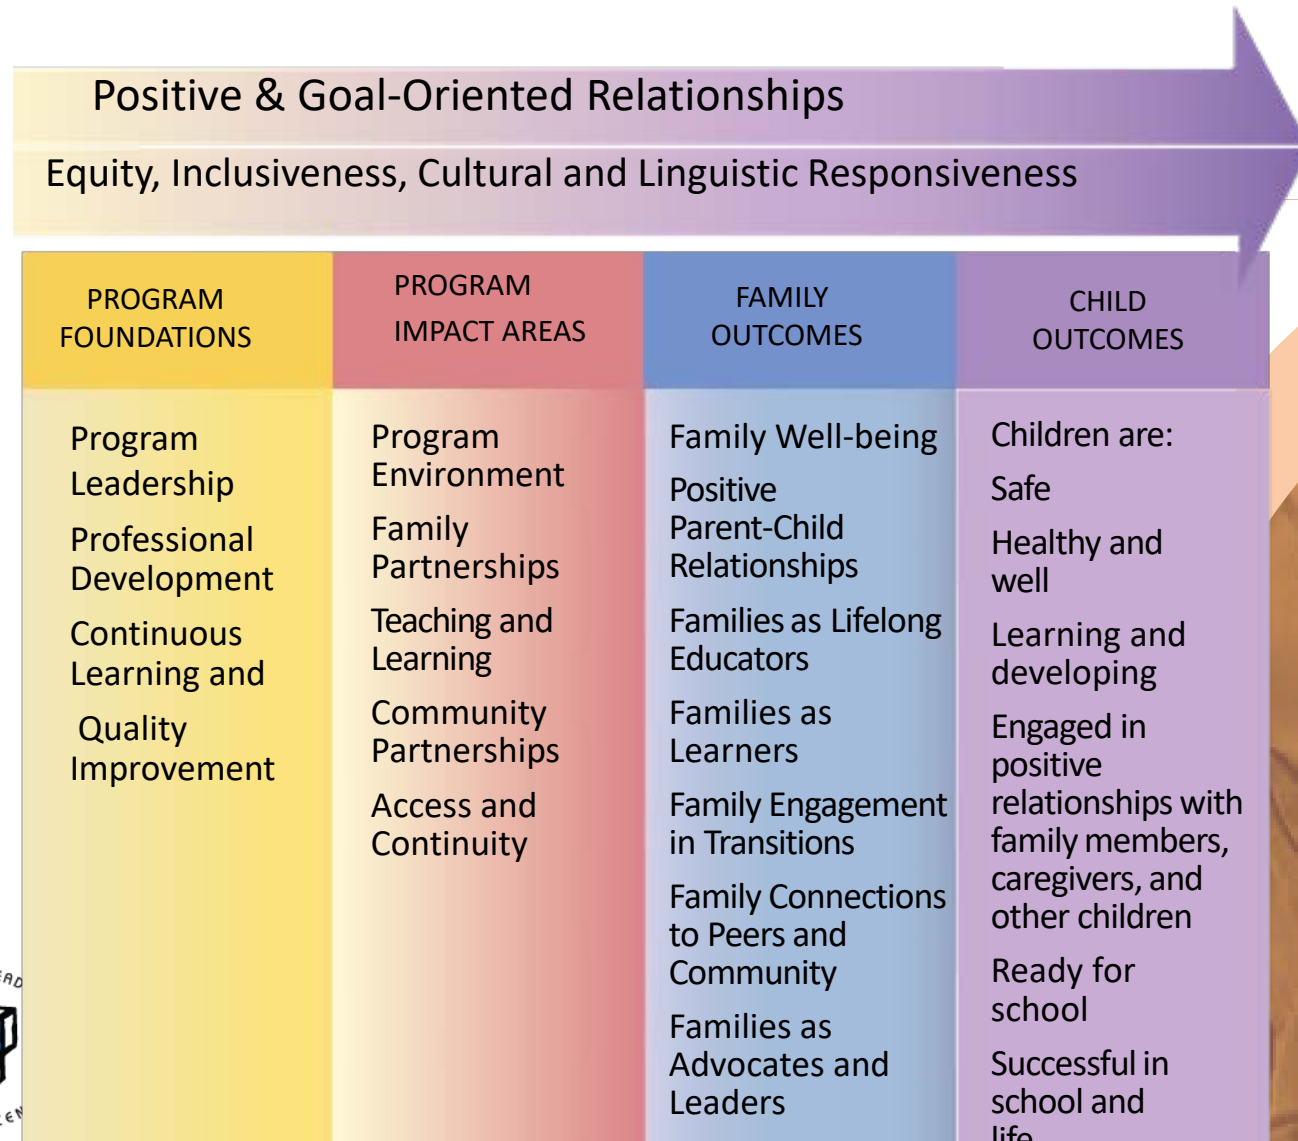 Positive & Goal-Oriented Relationships
Equity, Inclusiveness, Cultural and Linguistic Responsiveness
PROGRAM
FOUNDATIONS
Program
Leadership
Professional
Development
Continuous
Learning and
Quality
Improvement
PROGRAM
IMPACT AREAS
Program
Environment
Family
Partnerships
Teaching and
Learning
Community
Partnerships
Access and
Continuity
FAMILY
OUTCOMES
Family Well-being
Positive
Parent-Child
Relationships
Families as Lifelong
Educators
Families as
Learners
Family Engagement
in Transitions
Family Connections
to Peers and
Community
Families as
Advocates and
Leaders
CHILD
OUTCOMES
Children are:
Safe
Healthy and
well
Learning and
developing
Engaged in
positive
relationships with
family members,
caregivers, and
other children
Ready for
school
Successful in
school and
life